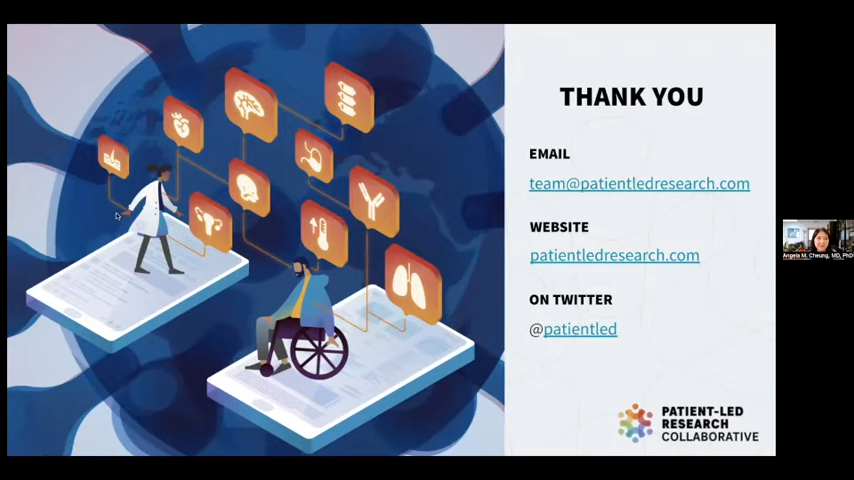 THANK YOU
EMAIL
team@patientledresearch.com
WEBSITE
patientledresearch.com
ON TWITTER
@patientled
PATIENT-LED
RESEARCH
COLLABORATIVE
Angela M. Cheung, MD, PhD